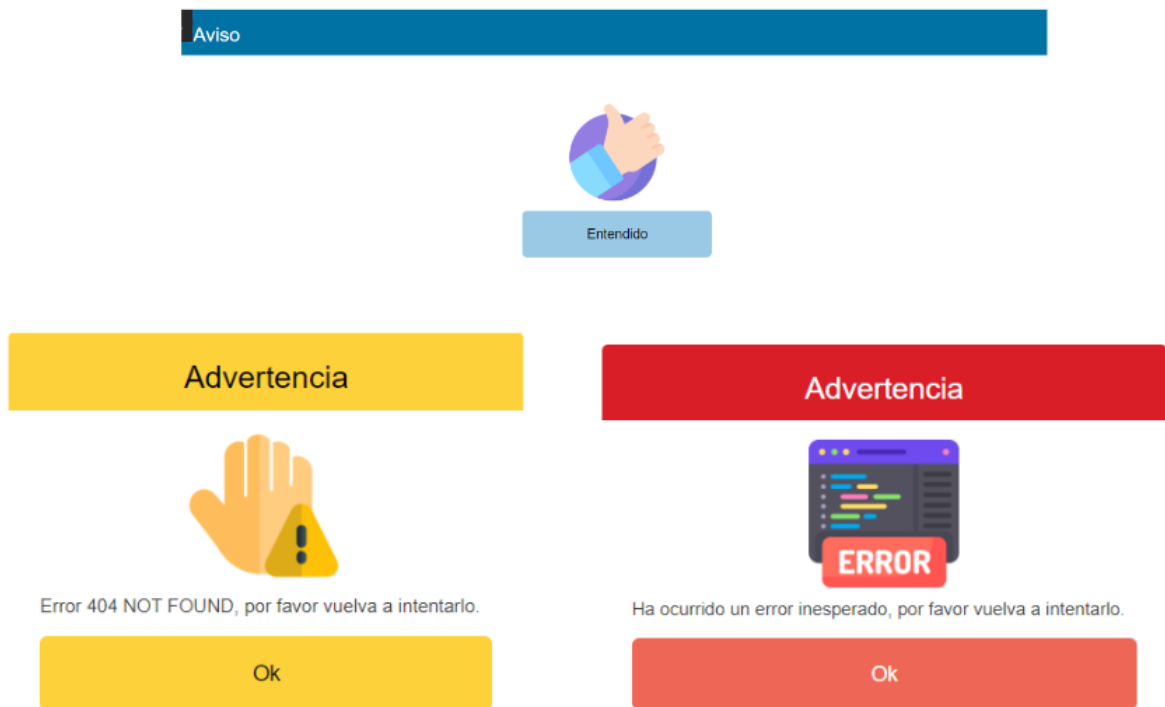 Aviso
Entendido
Advertencia
Error 404 NOT FOUND, por favor vuelva a intentarlo.
Ok
Advertencia
ERROR
Ha ocurrido un error inesperado, por favor vuelva a intentarlo.
Ok